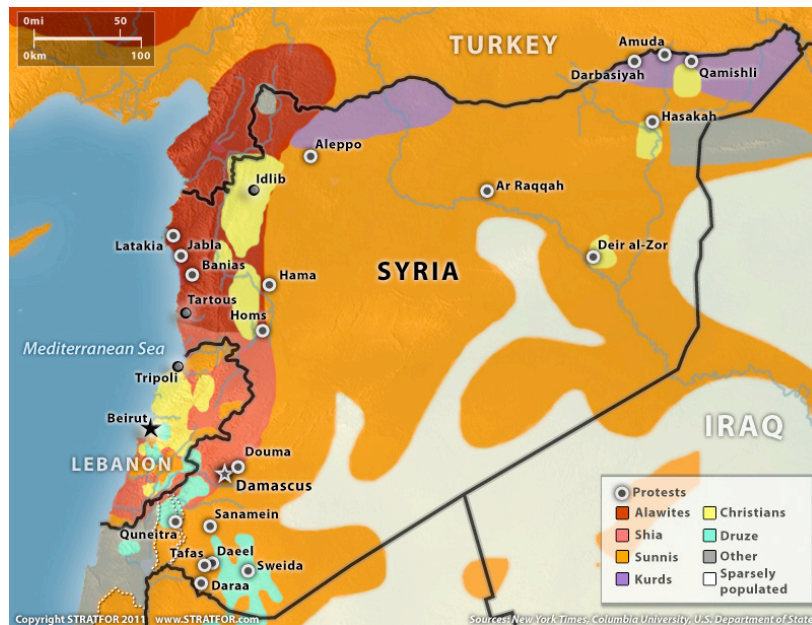 0mi 50
0km 100
TURKEY
Amuda
Darbasiyah
Qamishli
Hasakah
Aleppo
Idlib
Ar Raqqah
Latakia
Jabla
Banias
Deir al-Zor
SYRIA
Hama
Tartous
Homs
Mediterranean Sea
Tripoli
Beirut
IRAQ
LEBANON
Douma
Damascus
Sanamein
Quneitra
Tafas
Daeel
Sweida
Daraa
Protests
Alawites
Shia
Sunnis
Kurds
Christians
Druze
Other
Sparsely
populated
Copyright STRATFOR 2011 www.STRATFOR.com
Sources: New York Times, Columbia University, U.S. Department of State